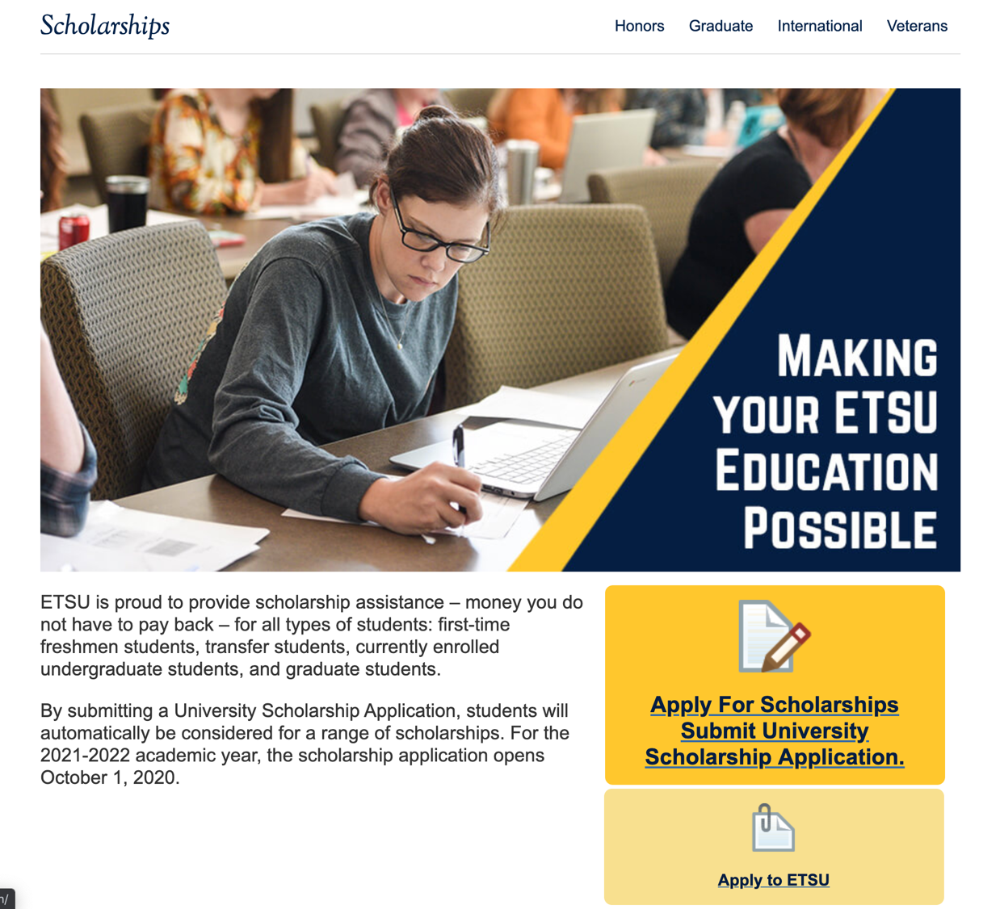 Scholarships
Honors Graduate International Veterans
MAKING
YOUR ETSU
EDUCATION
POSSIBLE
ETSU is proud to provide scholarship assistance – money you do
not have to pay back – for all types of students: first-time
freshmen students, transfer students, currently enrolled
undergraduate students, and graduate students.
By submitting a University Scholarship Application, students will
automatically be considered for a range of scholarships. For the
2021-2022 academic year, the scholarship application opens
October 1, 2020.
Apply For Scholarships
Submit University
Scholarship Application.
Apply to ETSU